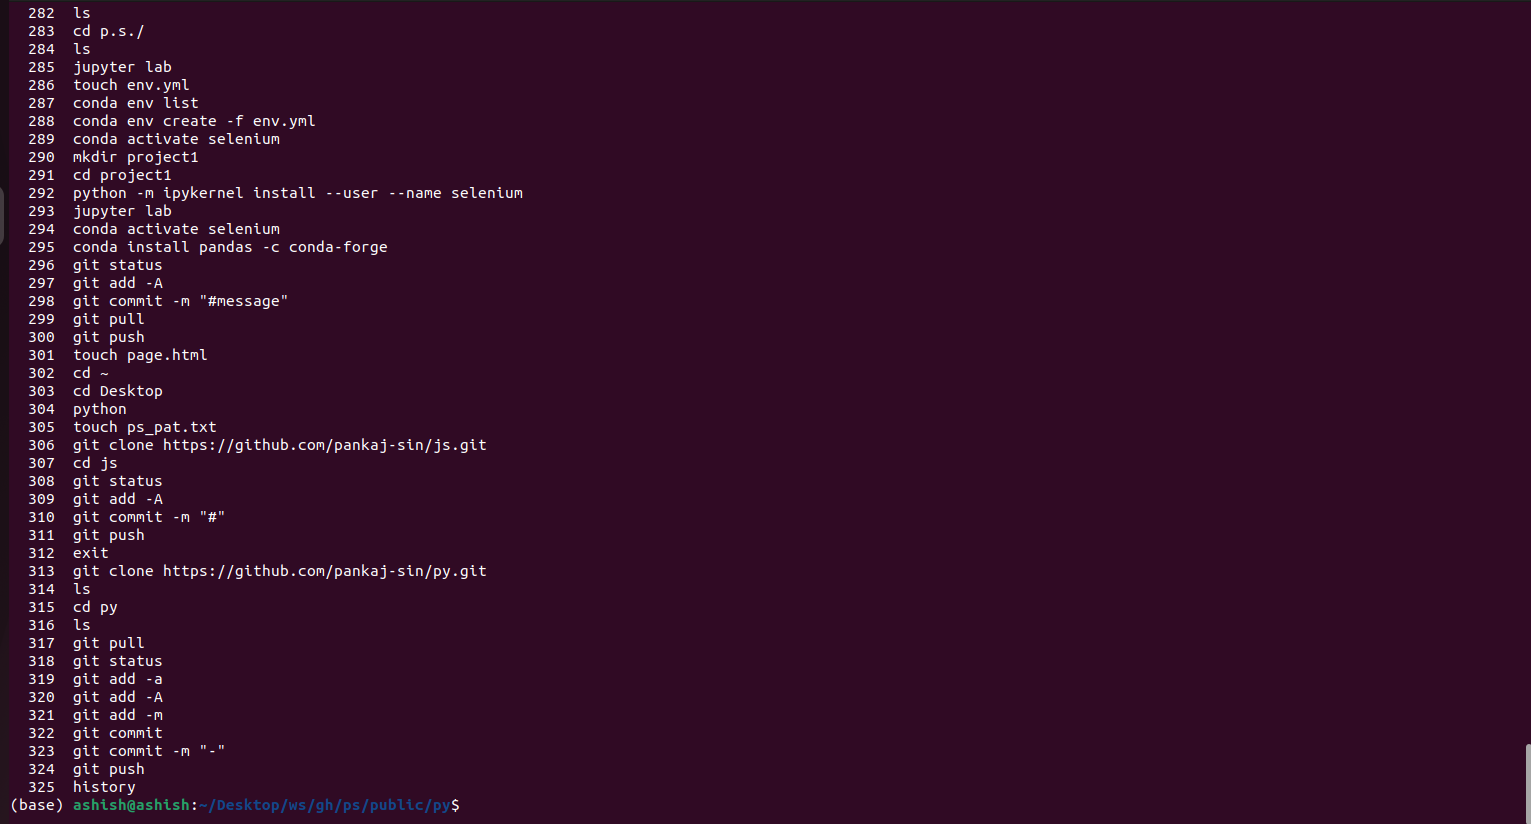 282 ls
283 cd p.s./
284 ls
285 jupyter lab
286 touch env.yml
287 conda env list
288 conda env create -f env.yml
289 conda activate selenium
290 mkdir project1
291 cd project1
292 python -m ipykernel install --user --name selenium
293 jupyter lab
294 conda activate selenium
295 conda install pandas -c conda-forge
296 git status
297 git add -A
298 git commit -m "#message"
299 git pull
300 git push
301 touch page.html
302 cd ~
303 cd Desktop
304 python
305 touch ps_pat.txt
306 git clone https://github.com/pankaj-sin/js.git
307 cd js
308 git status
309 git add -A
310 git commit -m "#"
311 git push
312 exit
313 git clone https://github.com/pankaj-sin/py.git
314 ls
315 cd py
316 ls
317 git pull
318 git status
319 git add -a
320 git add -A
321 git add -m
322 git commit
323 git commit -m "-"
324 git push
325 history
(base) ashish@ashish:~/Desktop/ws/gh/ps/public/py$